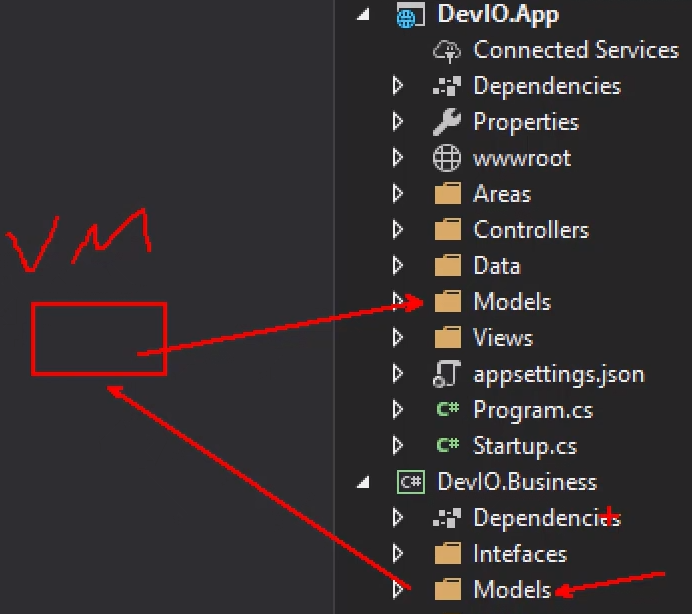 DevIO.App
Connected Services
Dependencies
Properties
wwwroot
Areas
Controllers
Data
Models
Views
appsettings.json
C# Program.cs
C# Startup.cs
C# DevIO.Business
Dependencies
Intefaces
Models
VM